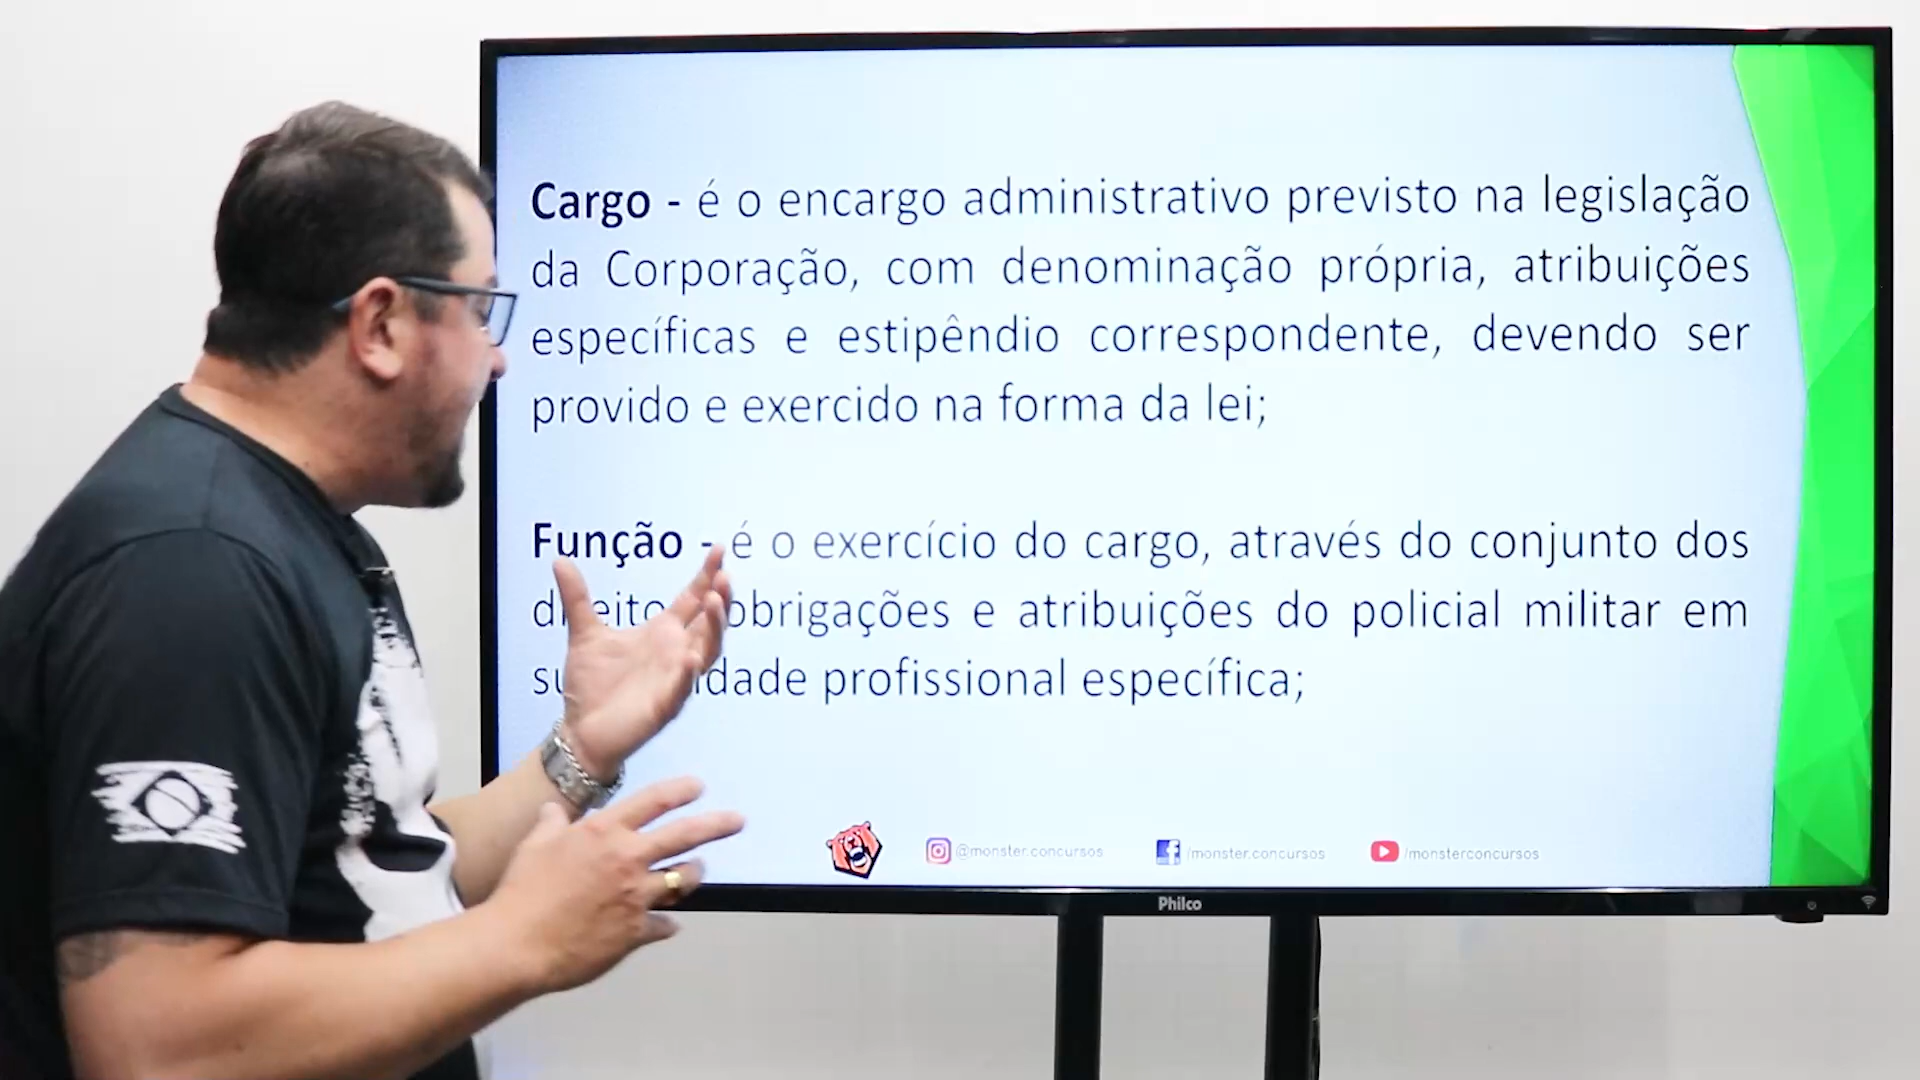 Cargo - é o encargo administrativo previsto na legislação
da Corporação, com denominação própria, atribuições
específicas e estipêndio correspondente, devendo ser
provido e exercido na forma da lei;
Função - é o exercício do cargo, através do conjunto dos
obrigações e atribuições do policial militar em
profissional específica;
@monster.concursos /monster.concursos /monsterconcursos
Philco